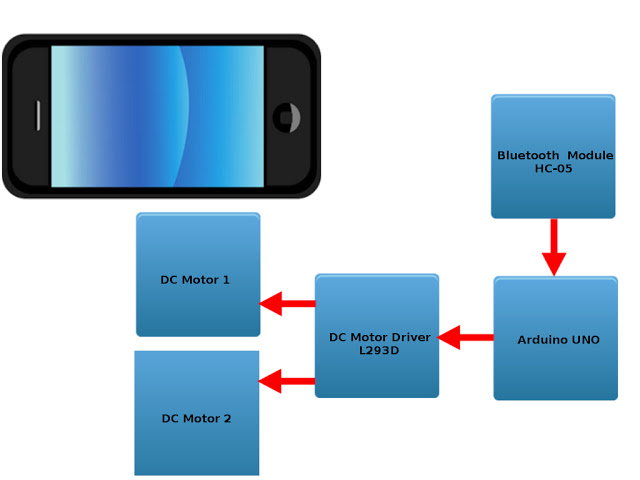 Bluetooth  Module
HC-05
DC Motor 1
DC Motor Driver
L293D
Arduino UNO
DC Motor 2